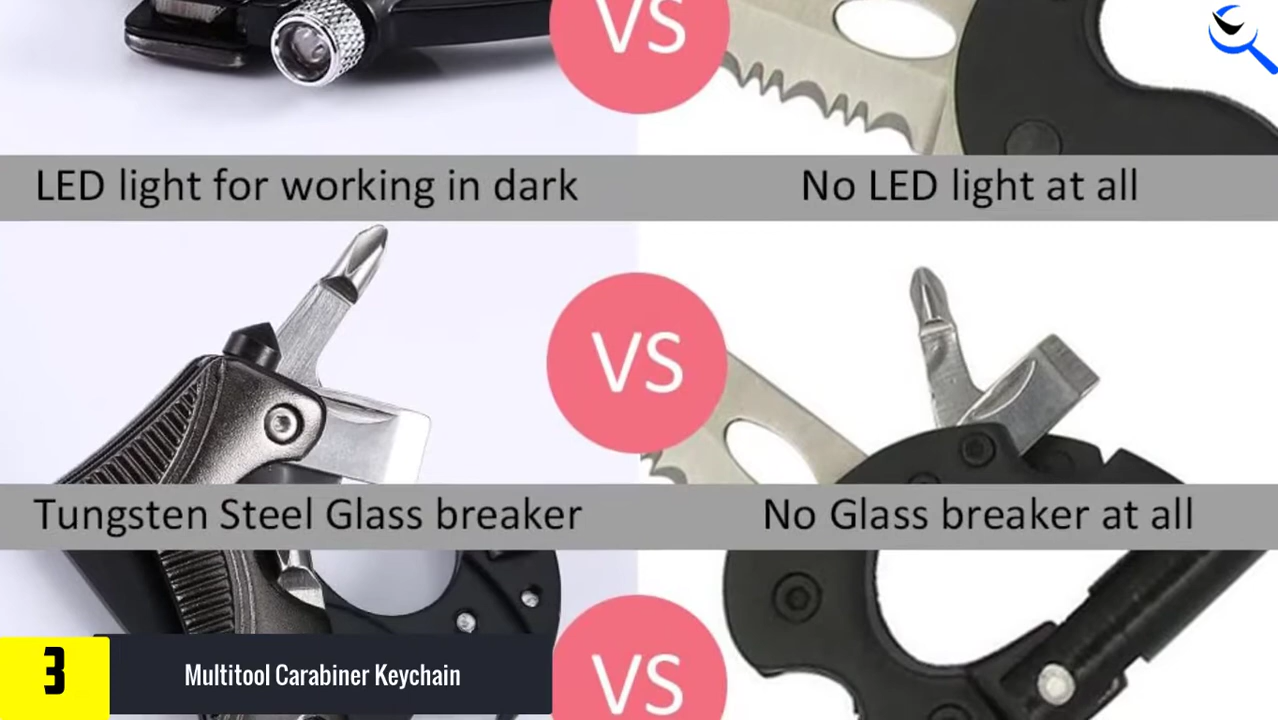 VS
LED light for working in dark
No LED light at all
VS
Tungsten Steel Glass breaker
No Glass breaker at all
VS
3
Multitool Carabiner Keychain